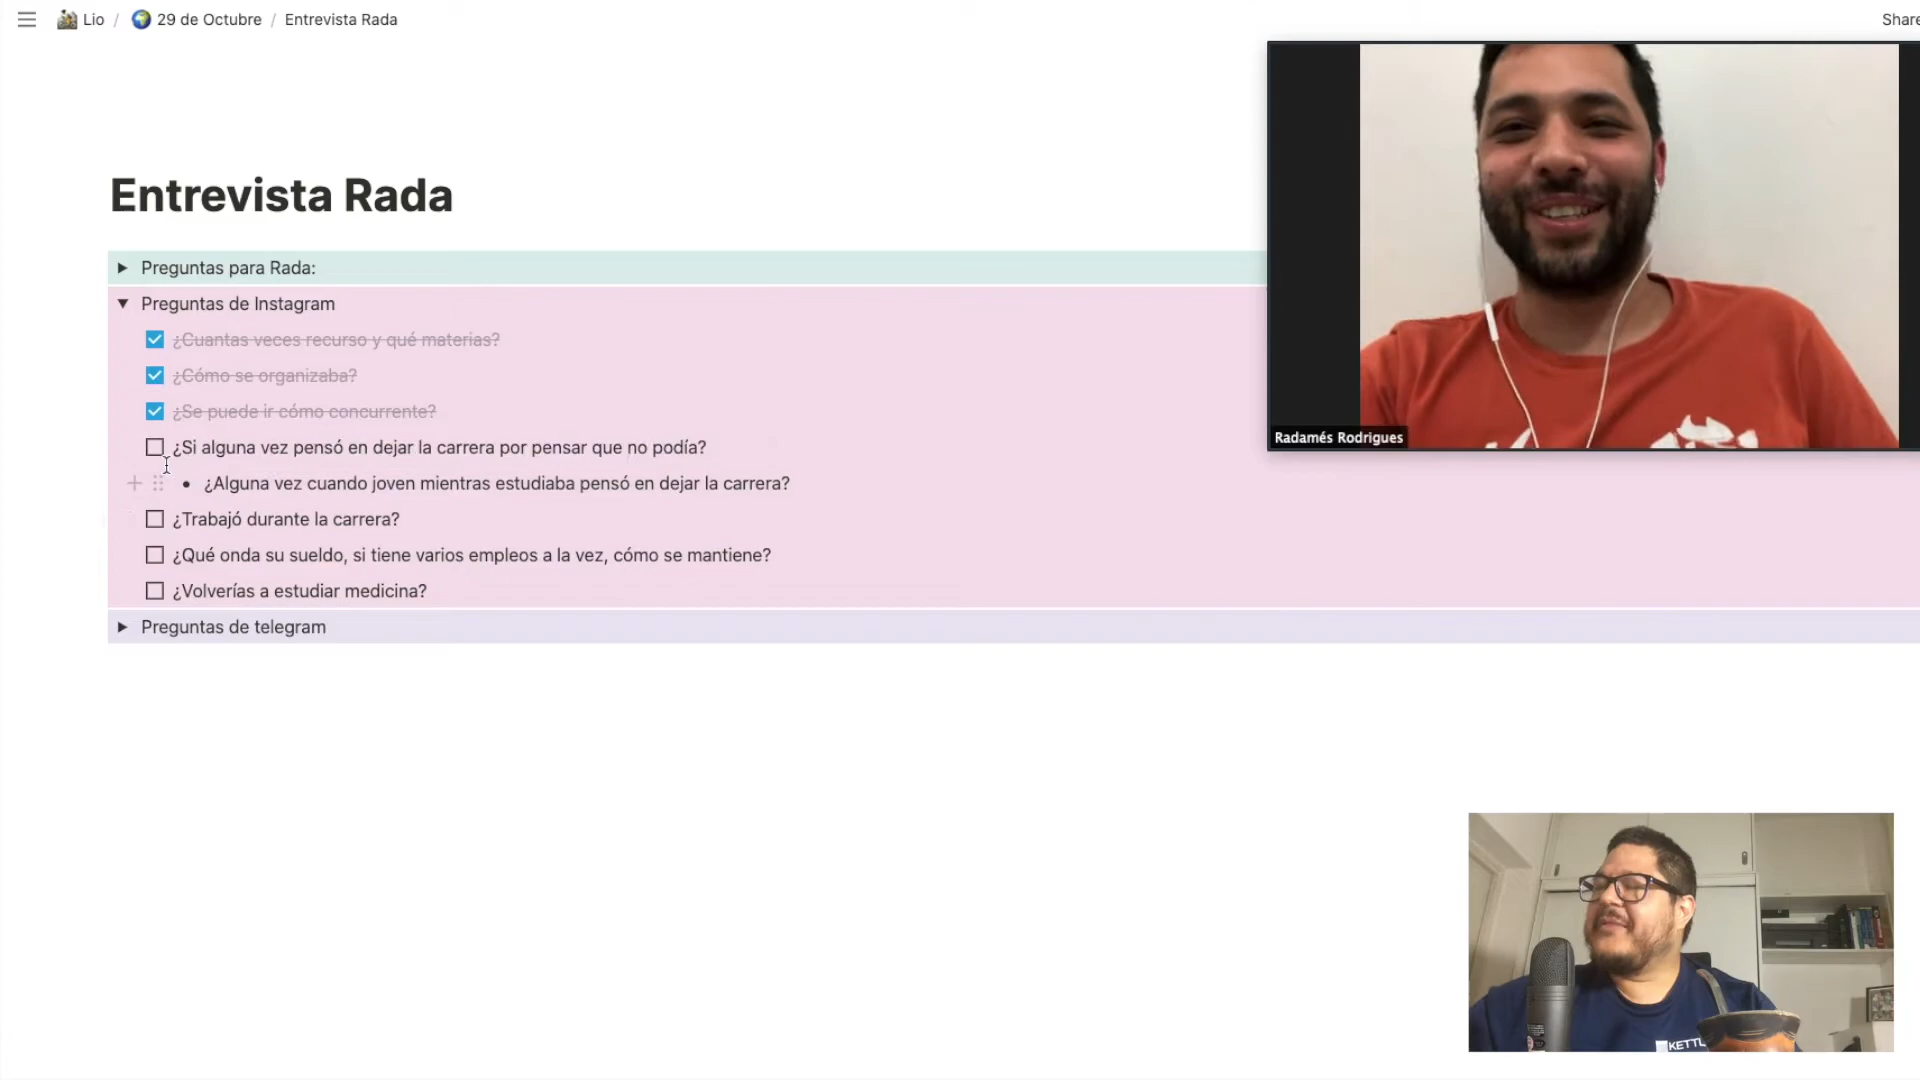 Lio / 29 de Octubre / Entrevista Rada
Share
Entrevista Rada
Preguntas para Rada:
Preguntas de Instagram
¿Cuantas veces recurso y qué materias?
¿Cómo se organizaba?
¿Se puede ir cómo concurrente?
¿Si alguna vez pensó en dejar la carrera por pensar que no podía?
¿Alguna vez cuando joven mientras estudiaba pensó en dejar la carrera?
¿Trabajó durante la carrera?
¿Qué onda su sueldo, si tiene varios empleos a la vez, cómo se mantiene?
¿Volverías a estudiar medicina?
Preguntas de telegram
Radamés Rodrigues